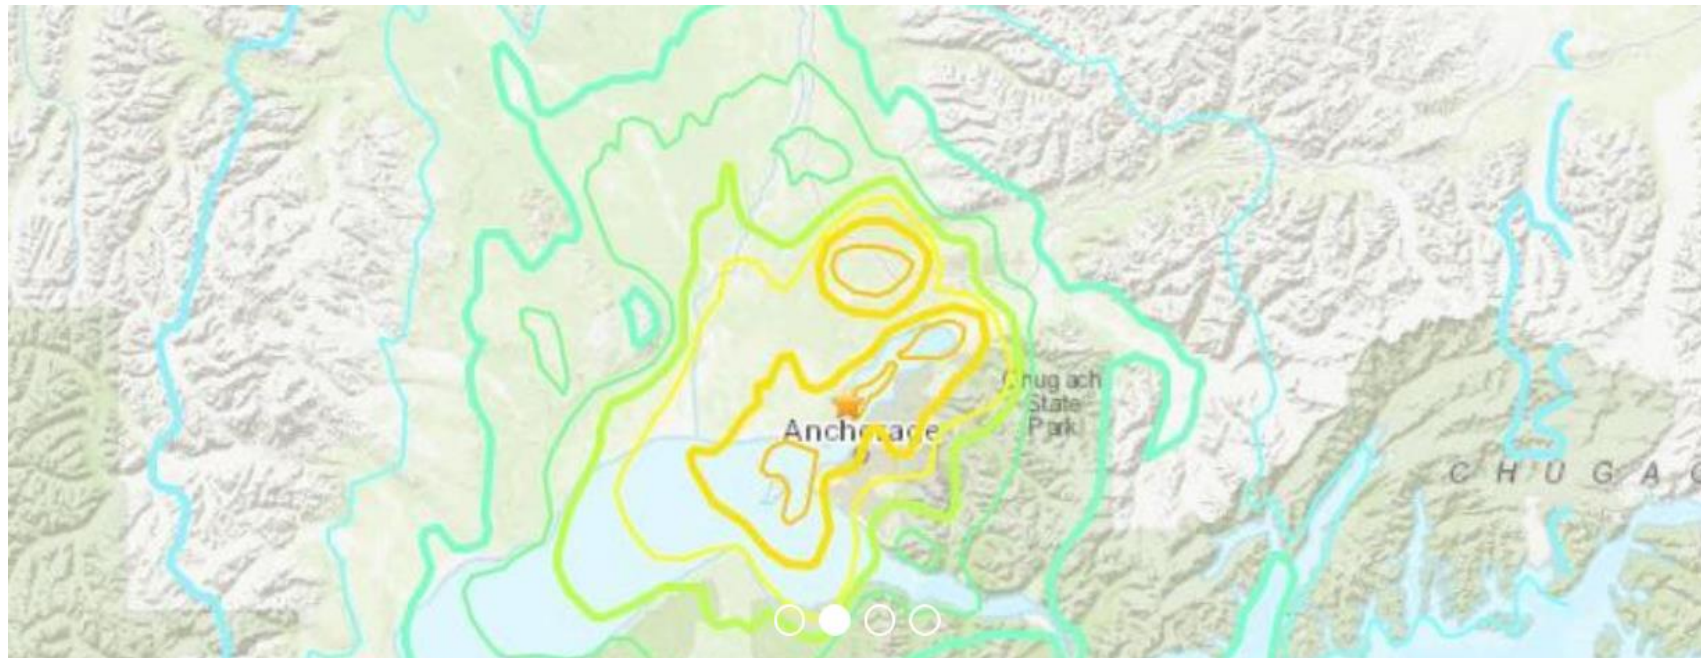 Chugach
State
Park
Anchorage
C H U G A C